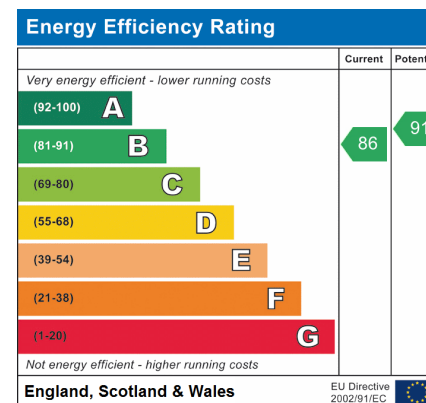 Energy Efficiency Rating
Current Potent
Very energy efficient - lower running costs
(92-100) A
(81-91) B
86
91
(69-80) C
(55-68) D
(39-54) E
(21-38) F
(1-20) G
Not energy efficient - higher running costs
England, Scotland & Wales
EU Directive
2002/91/EC